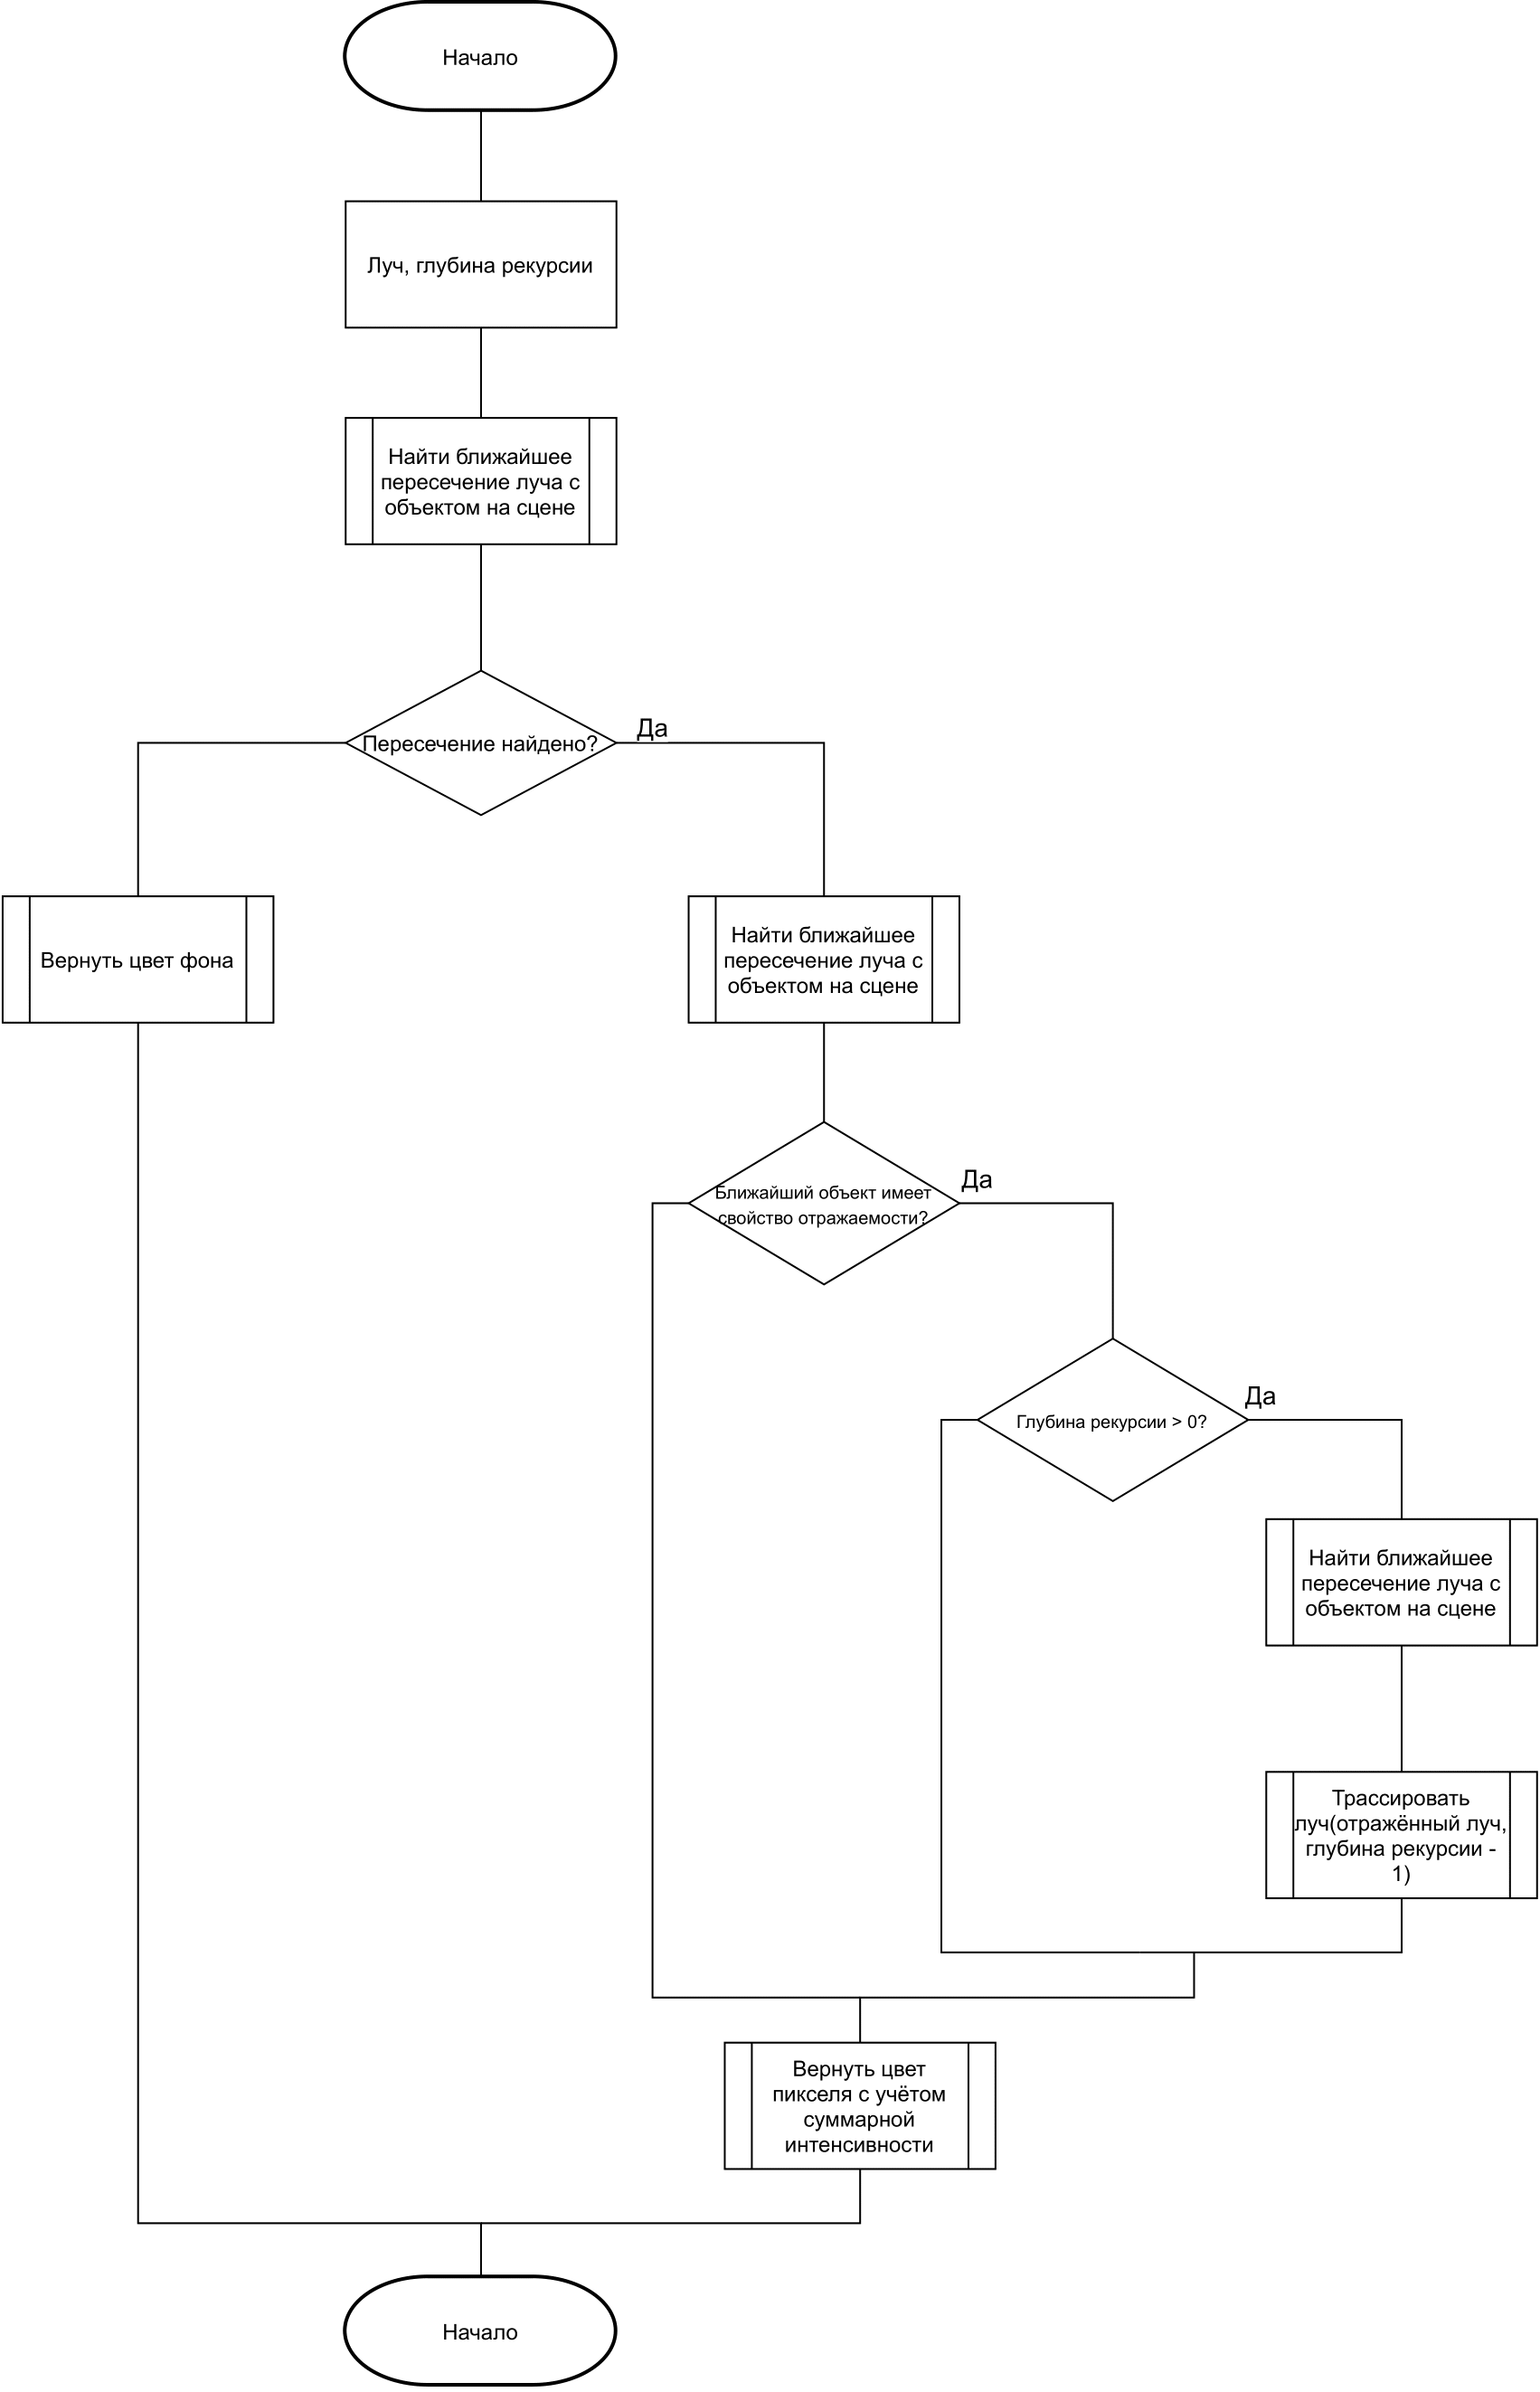 Начало
Луч, глубина рекурсии
Найти ближайшее
пересечение луча с
объектом на сцене
Пересечение найдено?
Да
Вернуть цвет фона
Найти ближайшее
пересечение луча с
объектом на сцене
Ближайший объект имеет
свойство отражаемости?
Да
Глубина рекурсии > 0?
Да
Найти ближайшее
пересечение луча с
объектом на сцене
Трассировать
луч(отражённый луч,
глубина рекурсии -
1)
Вернуть цвет
пикселя с учётом
суммарной
интенсивности
Начало